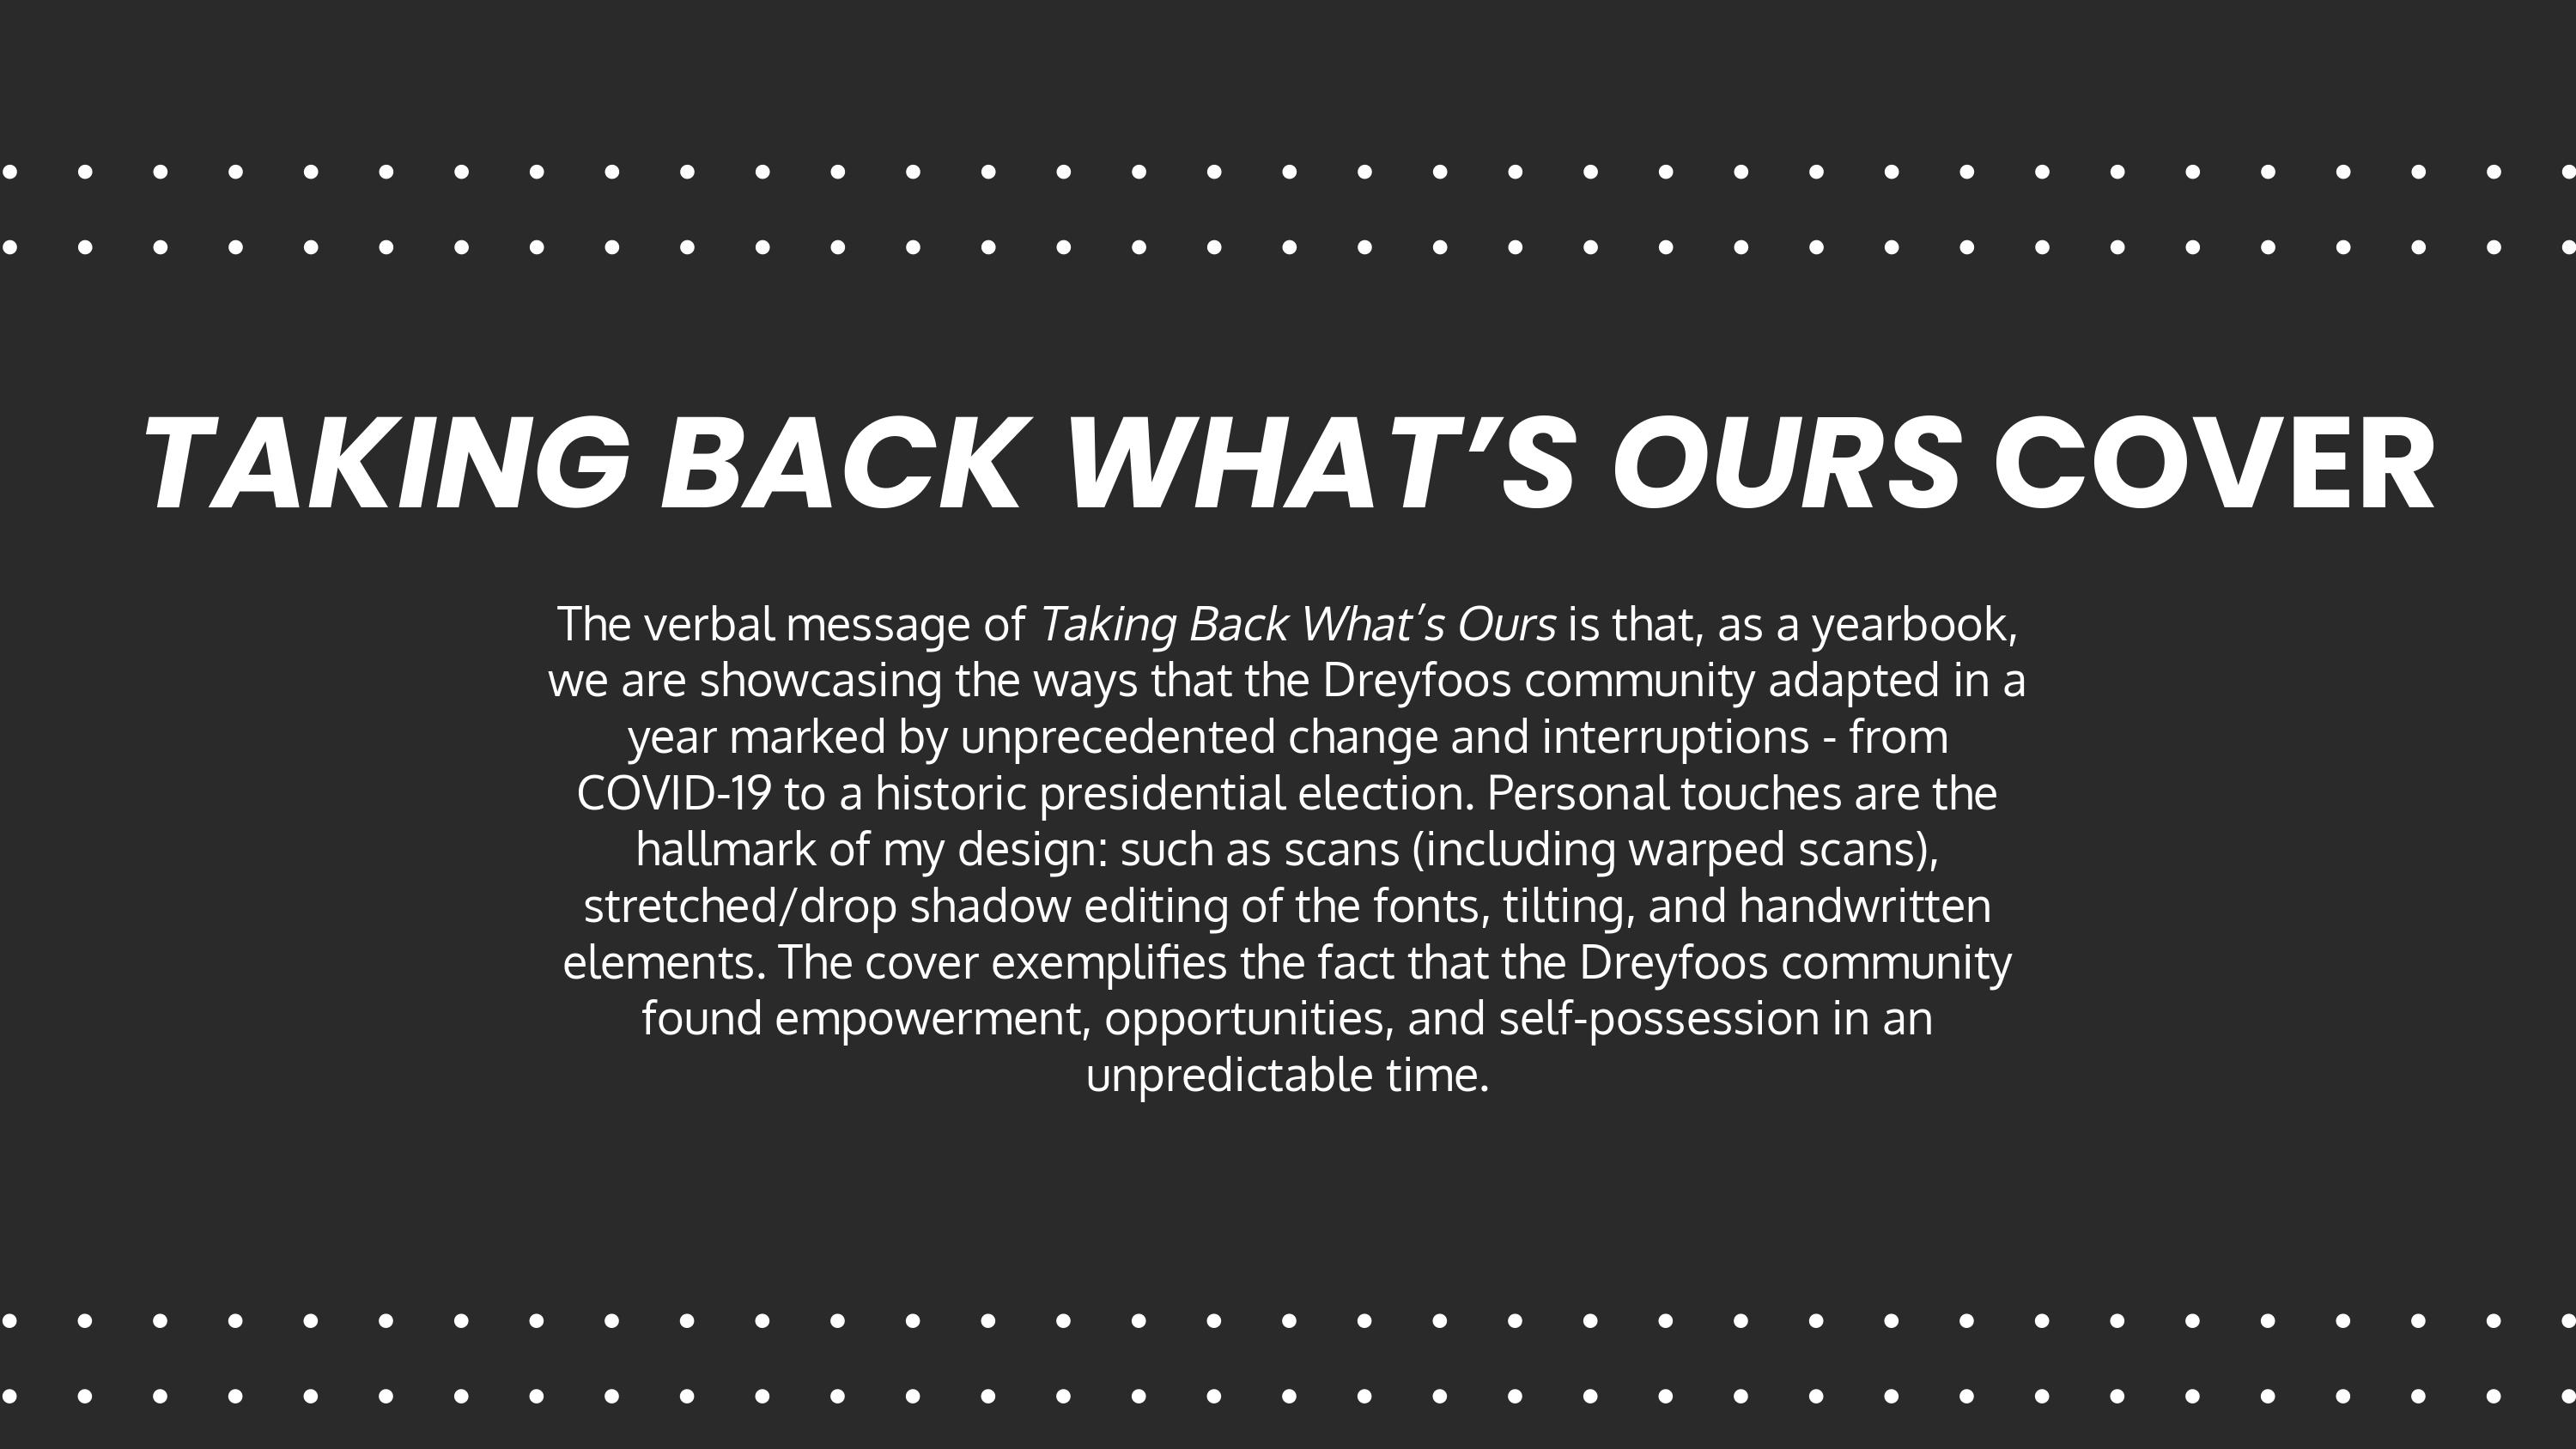 TAKING BACK WHAT’S OURS COVER
The verbal message of Taking Back What’s Ours is that, as a yearbook,
we are showcasing the ways that the Dreyfoos community adapted in a
year marked by unprecedented change and interruptions - from
COVID-19 to a historic presidential election. Personal touches are the
hallmark of my design: such as scans (including warped scans),
stretched/drop shadow editing of the fonts, tilting, and handwritten
elements. The cover exemplifies the fact that the Dreyfoos community
found empowerment, opportunities, and self-possession in an
unpredictable time.